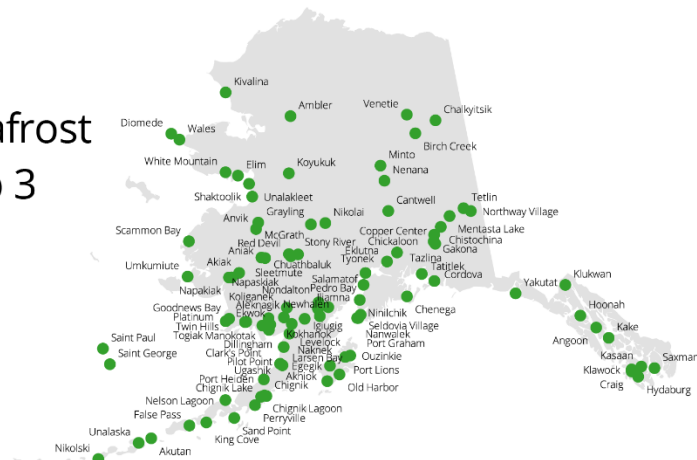 Kivalina
Ambler
Venetie
Chalkyitsik
afrost
Diomede
Wales
Birch Creek
Minto
White Mountain
Elim
Koyukuk
Nenana
p 3
Shaktoolik
Unalakleet
Cantwell
Tetlin
Grayling
Nikolai
Northway Village
Anvik
Scammon Bay
McGrath
Copper Center
Mentasta Lake
Red Devil
Stony River
Chickaloon
Chistochina
Aniak
Eklutna
Gakona
Umkumiute
Akiak
Chuathbaluk
Tyonek
Tazlina
Sleetmute
Tatitlek
Klukwan
Napaskiak
Salamatof
Cordova
Yakutat
Napakiak
Nondalton
Pedro Bay
Koliganek
Iliamna
Hoonah
Goodnews Bay
Aleknagik
Newhalen
Chenega
Platinum
Ekwok
Ninilchik
Twin Hills
Igiugig
Seldovia Village
Kake
Togiak
Manokotak
Kokhanok
Nanwalek
Angoon
Saint Paul
Dillingham
Levelock
Port Graham
Saint George
Clark's Point
Naknek
Ouzinkie
Kasaan
Saxman
Pilot Point
Larsen Bay
Ugashik
Egegik
Port Lions
Klawock
Port Heiden
Akhiok
Craig
Chignik Lake
Chignik
Old Harbor
Hydaburg
Nelson Lagoon
Chignik Lagoon
False Pass
Perryville
Unalaska
Sand Point
King Cove
Nikolski
Akutan